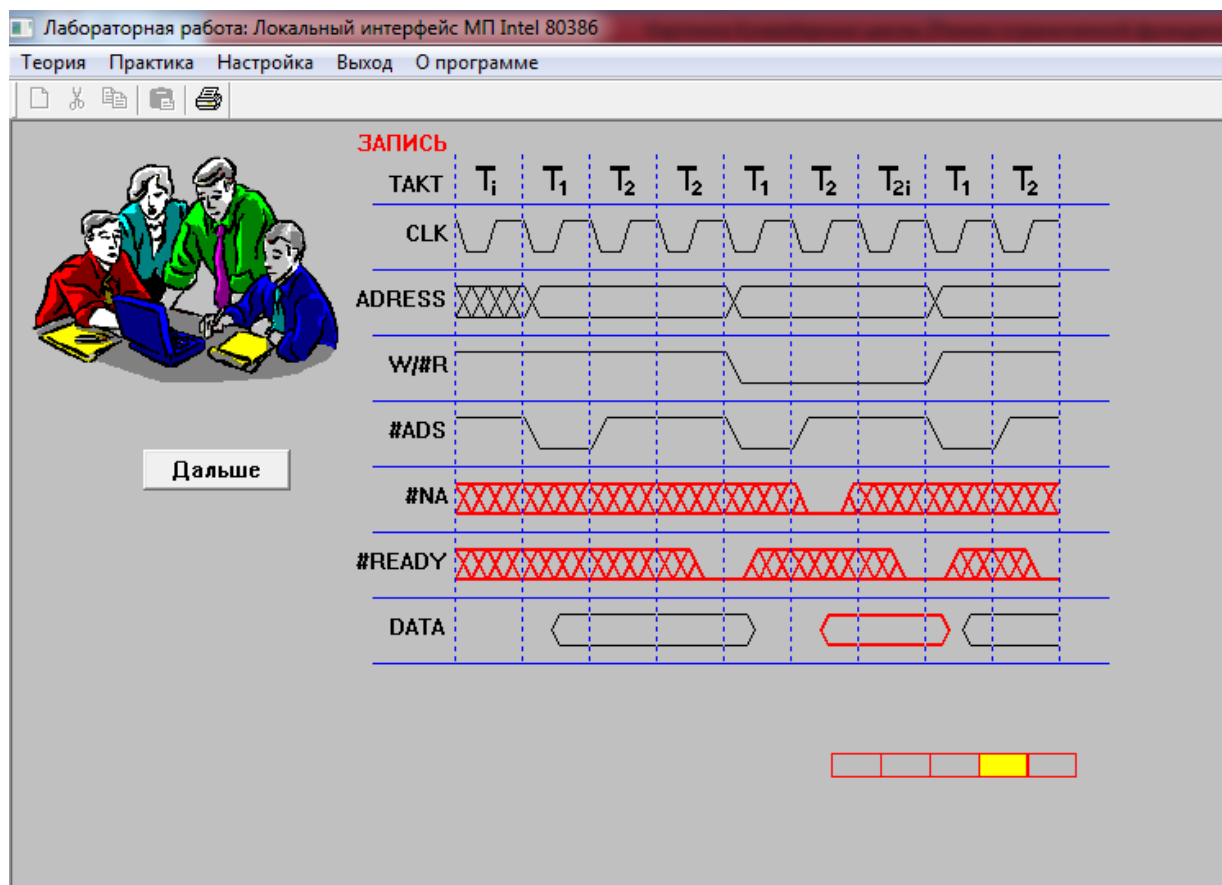 Лабораторная работа: Локальный интерфейс МП Intel 80386
Теория Практика Настройка Выход О программе
ЗАПИСЬ
ТАКТ Ti T1 T2 T2 T1 T2 T2i T1 T2
CLK
ADRESS
W/#R
#ADS
Дальше
#NA
#READY
DATA